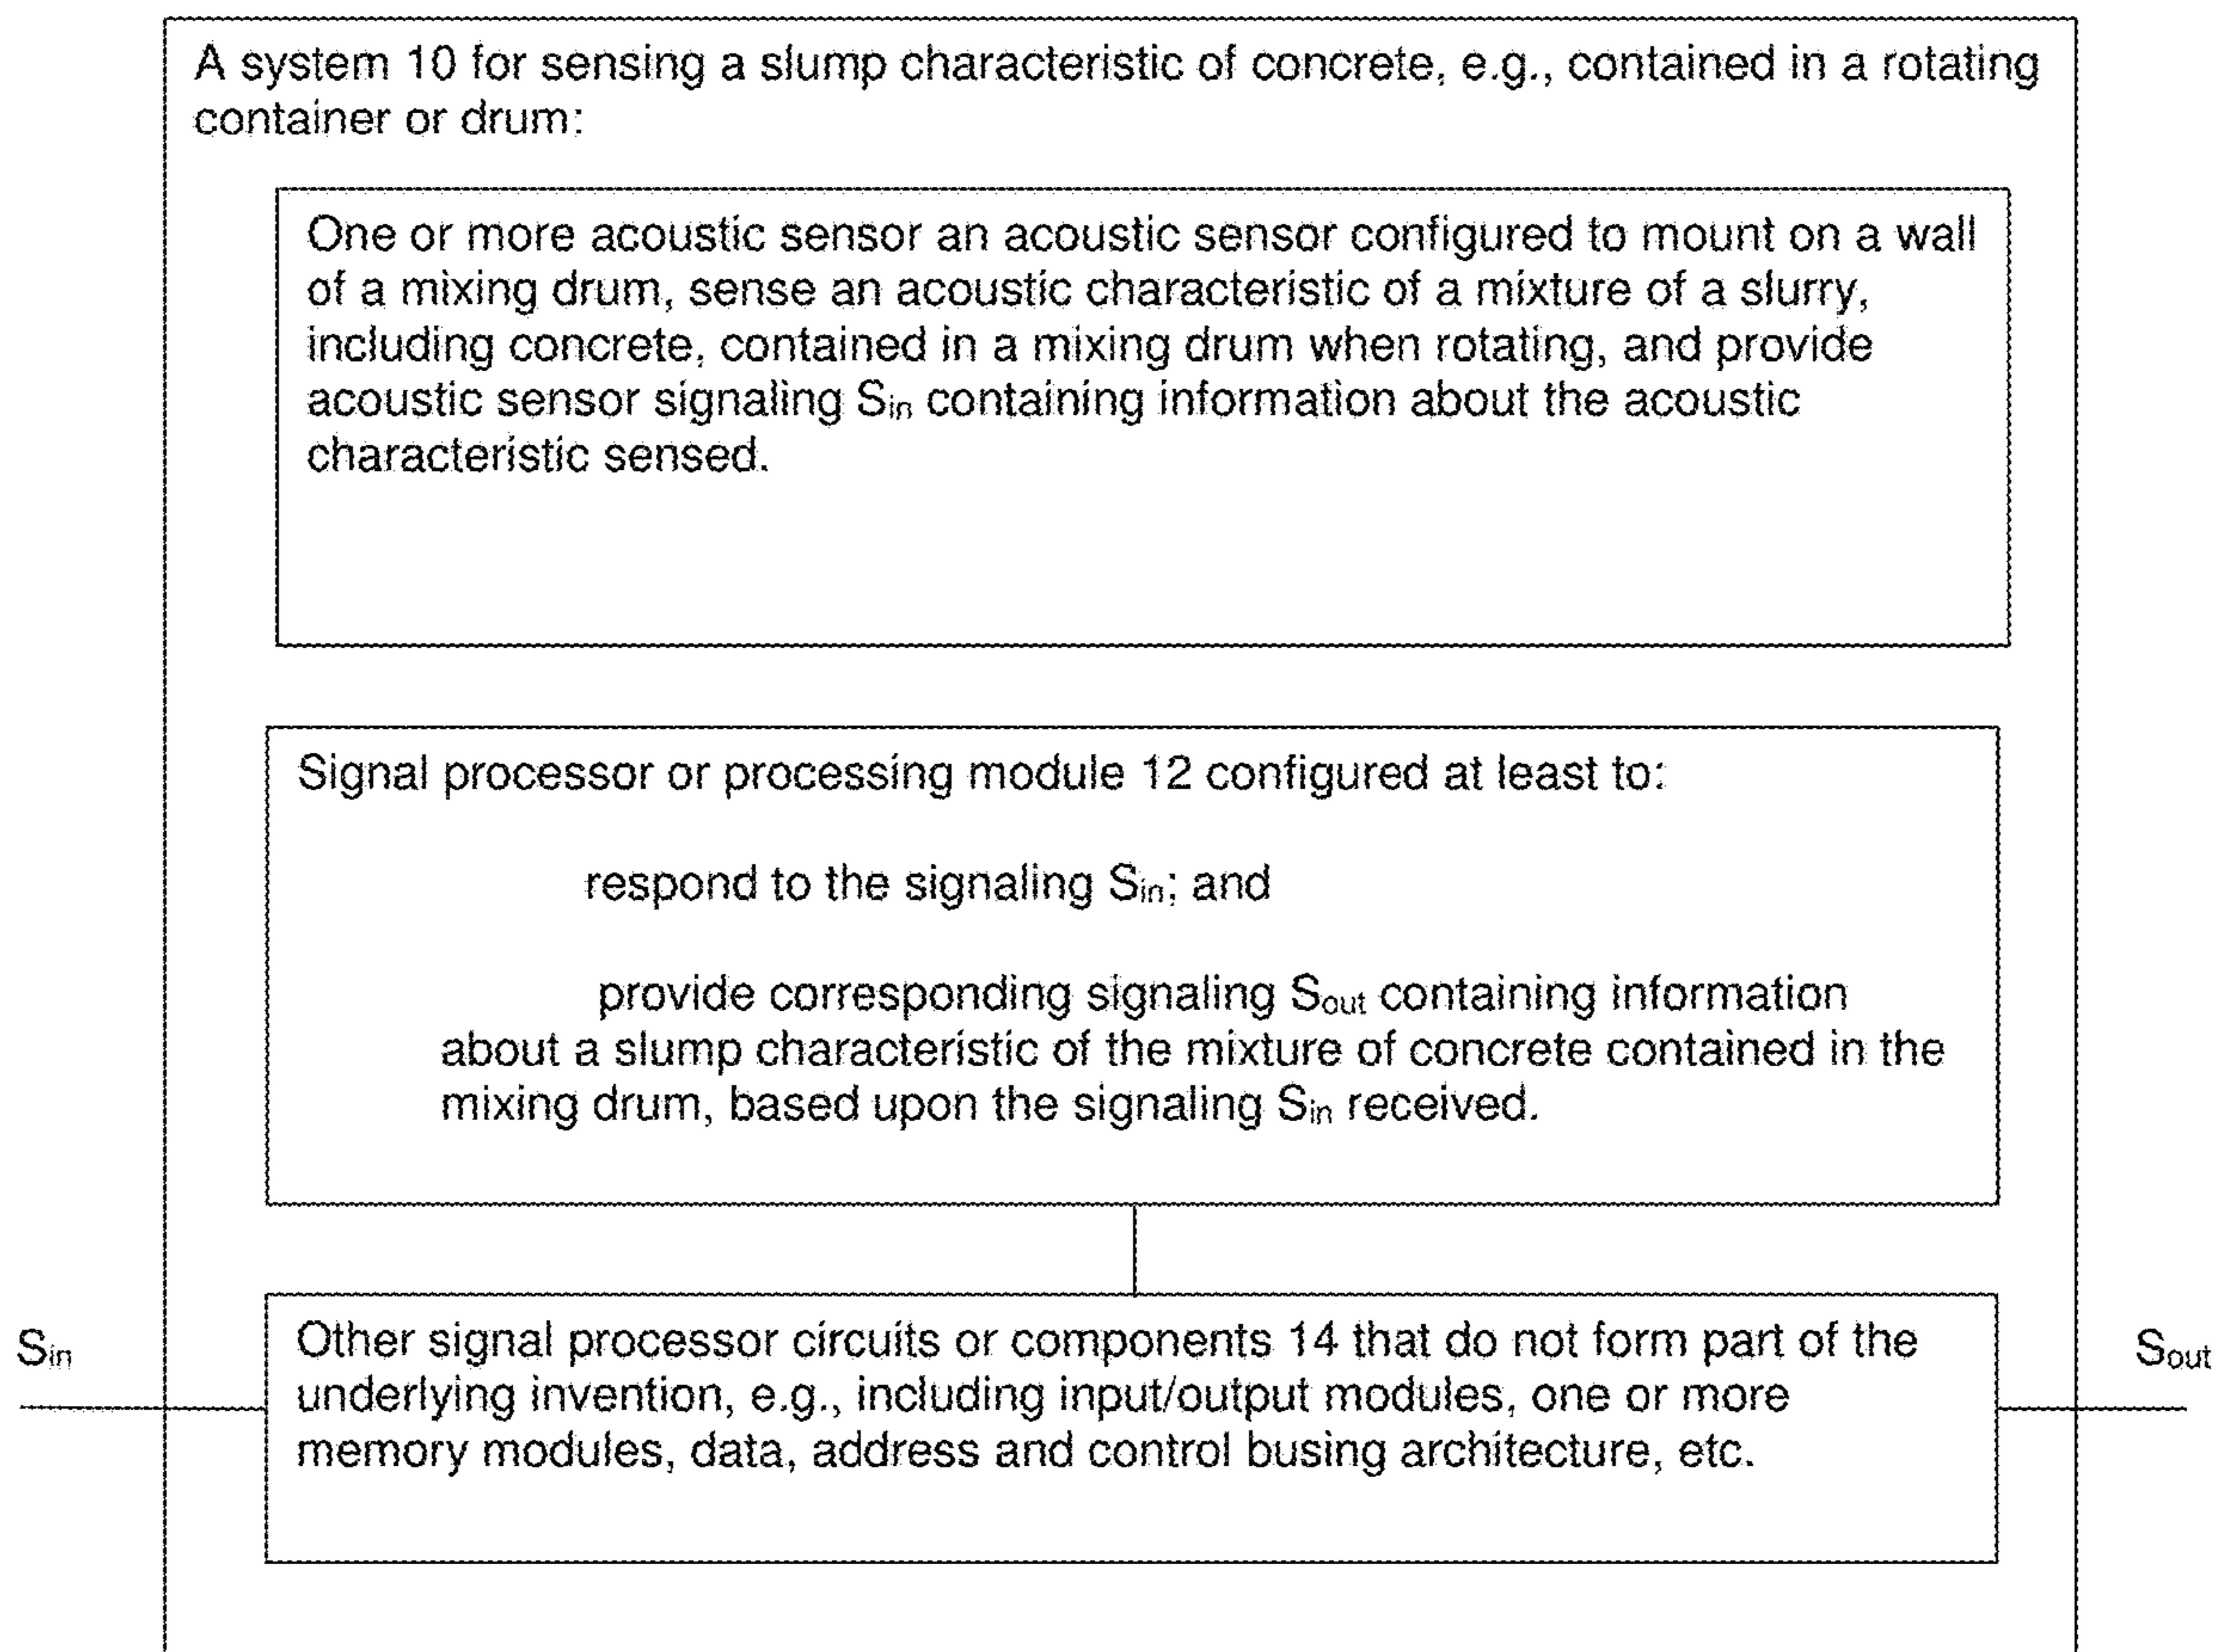 A system 10 for sensing a slump characteristic of concrete, e.g., contained in a rotating
container or drum:
One or more acoustic sensor an acoustic sensor configured to mount on a wall
of a mixing drum, sense an acoustic characteristic of a mixture of a slurry,
including concrete, contained in a mixing drum when rotating, and provide
acoustic sensor signaling Sin containing information about the acoustic
characteristic sensed.
Signal processor or processing module 12 configured at least to:
respond to the signaling Sin; and
provide corresponding signaling Sout containing information
about a slump characteristic of the mixture of concrete contained in the
mixing drum, based upon the signaling Sin received.
Sin
Other signal processor circuits or components 14 that do not form part of the
underlying invention, e.g., including input/output modules, one or more
memory modules, data, address and control busing architecture, etc.
Sout